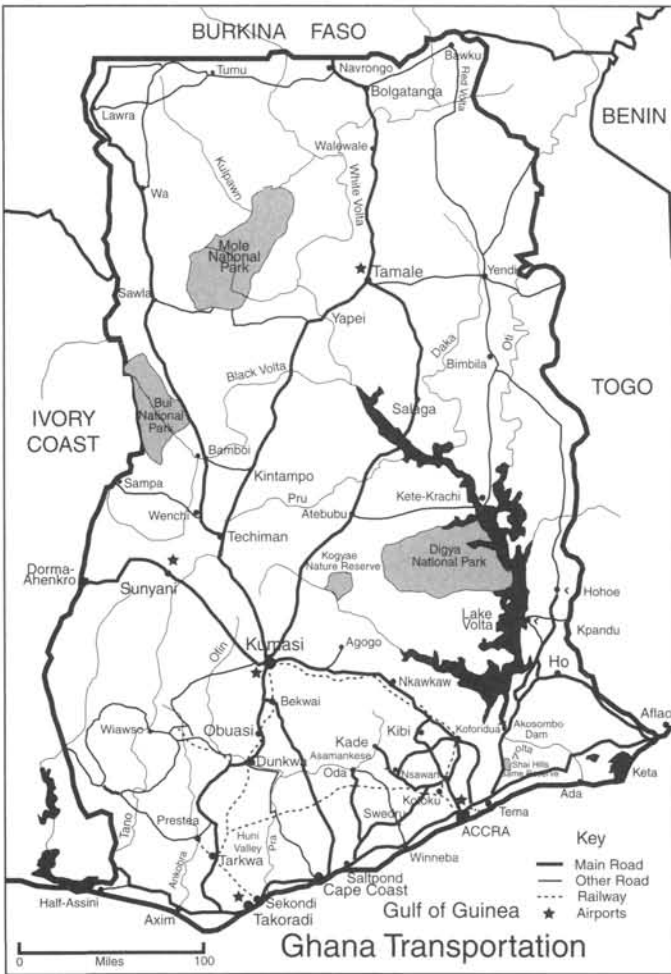 BURKINA FASO
Bawku
Navrongo
Tumu
Bolgatanga
Red Volta
BENIN
Lawra
Walewale
Kulpawn
White Volta
Wa
Mole
National
Park
Tamale
Yendi
Sawla
Yapei
Daka
Oti
Bimbila
Black Volta
TOGO
Bui
National
Park
IVORY
COAST
Salaga
Bamboi
Kintampo
Sampa
Pru
Kete-Krachi
Wenchi
Atebubu
Techiman
Digya
National Park
Kogyae
Nature Reserve
Dorma-
Ahenkro
Sunyani
Hohoe
Lake
Volta
Kpandu
Ofin
Agogo
Kumasi
Ho
Nkawkaw
Bekwai
Aflao
Wiawso
Obuasi
Kibi
Koforidua
Akosombo
Dam
Kade
Asamankese
Dunkwa
Oda
Nsawam
Volta
Shai Hills
Game Reserve
Keta
Kotoku
Ada
Prestea
Swedru
Tema
ACCRA
Tano
Huni
Valley
Pra
Key
Ankobra
Tarkwa
Winneba
Main Road
Saltpond
Other Road
Cape Coast
Railway
Half-Assini
Sekondi
Gulf of Guinea
Airports
Axim
Takoradi
Ghana Transportation
0 Miles 100